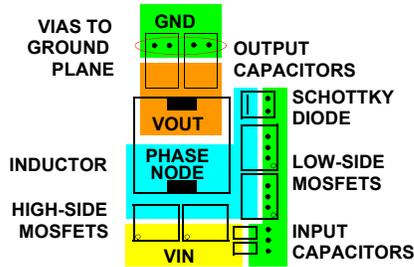 VIAS TO
GROUND
PLANE
GND
OUTPUT
CAPACITORS
VOUT
SCHOTTKY
DIODE
INDUCTOR
PHASE
NODE
LOW-SIDE
MOSFETS
HIGH-SIDE
MOSFETS
VIN
INPUT
CAPACITORS